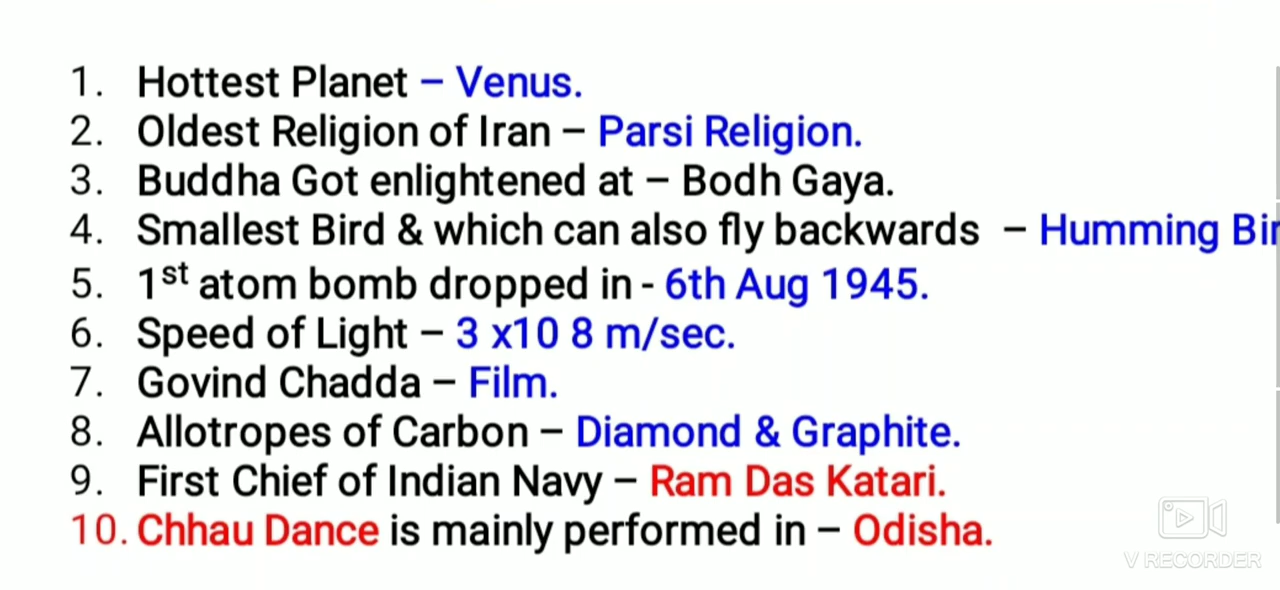 1. Hottest Planet – Venus.
2. Oldest Religion of Iran – Parsi Religion.
3. Buddha Got enlightened at – Bodh Gaya.
4. Smallest Bird & which can also fly backwards – Humming
5. 1st atom bomb dropped in - 6th Aug 1945.
6. Speed of Light – 3 x10 8 m/sec.
7. Govind Chadda – Film.
8. Allotropes of Carbon – Diamond & Graphite.
9. First Chief of Indian Navy – Ram Das Katari.
10. Chhau Dance is mainly performed in – Odisha.
V RECORDER